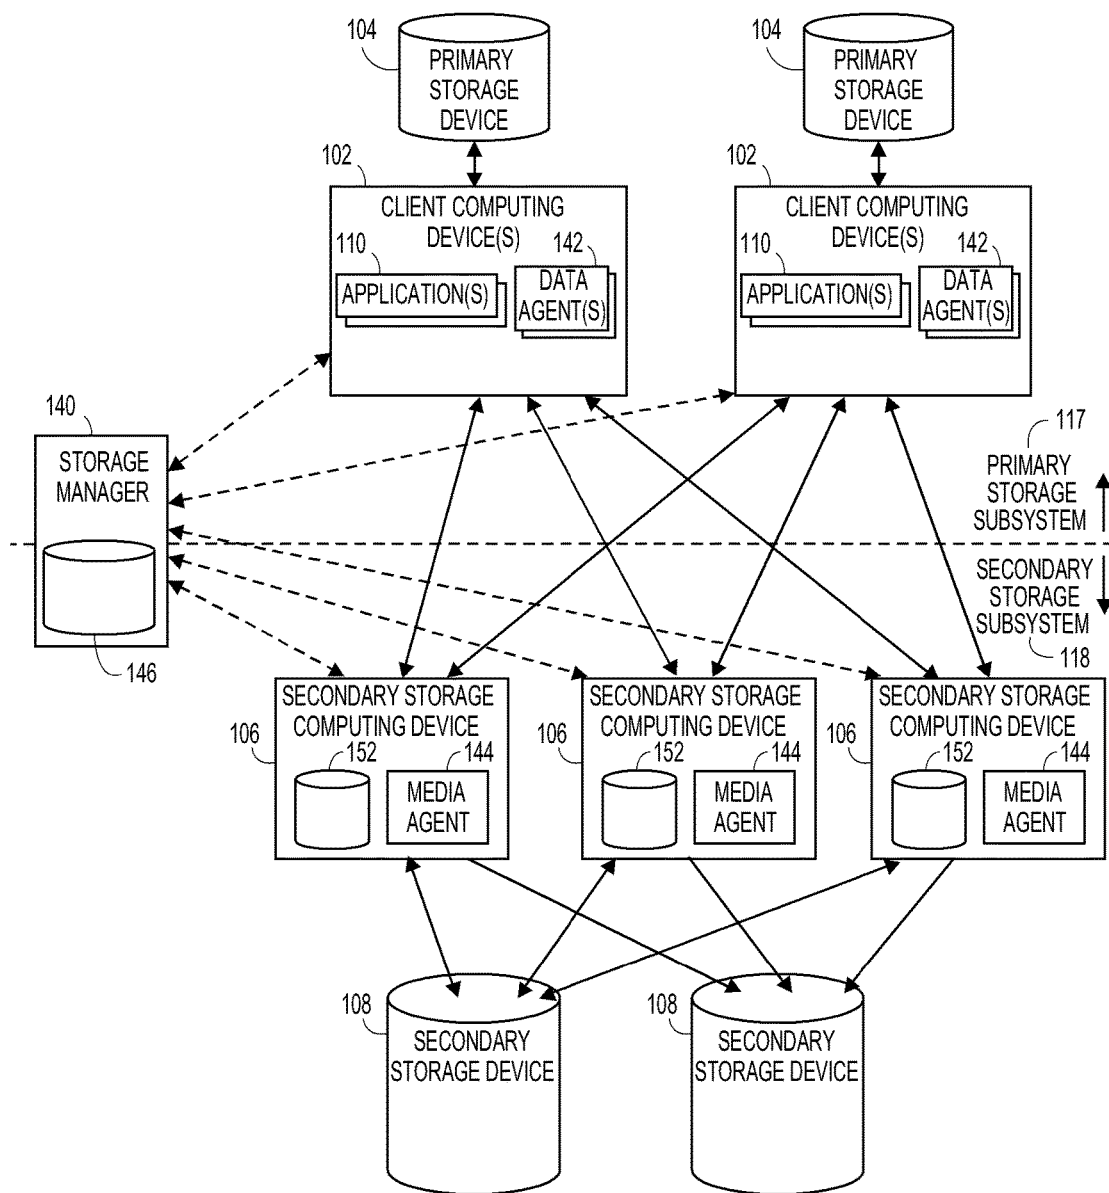 104
PRIMARY
STORAGE
DEVICE
104
PRIMARY
STORAGE
DEVICE
102
CLIENT COMPUTING
DEVICE(S)
110
142
APPLICATION(S)
DATA
AGENT(S)
102
CLIENT COMPUTING
DEVICE(S)
110
142
APPLICATION(S)
DATA
AGENT(S)
140
STORAGE
MANAGER
146
117
PRIMARY
STORAGE
SUBSYSTEM
SECONDARY
STORAGE
SUBSYSTEM
118
SECONDARY STORAGE
COMPUTING DEVICE
106
152
144
MEDIA
AGENT
SECONDARY STORAGE
COMPUTING DEVICE
106
152
144
MEDIA
AGENT
SECONDARY STORAGE
COMPUTING DEVICE
106
152
144
MEDIA
AGENT
108
SECONDARY
STORAGE DEVICE
108
SECONDARY
STORAGE DEVICE